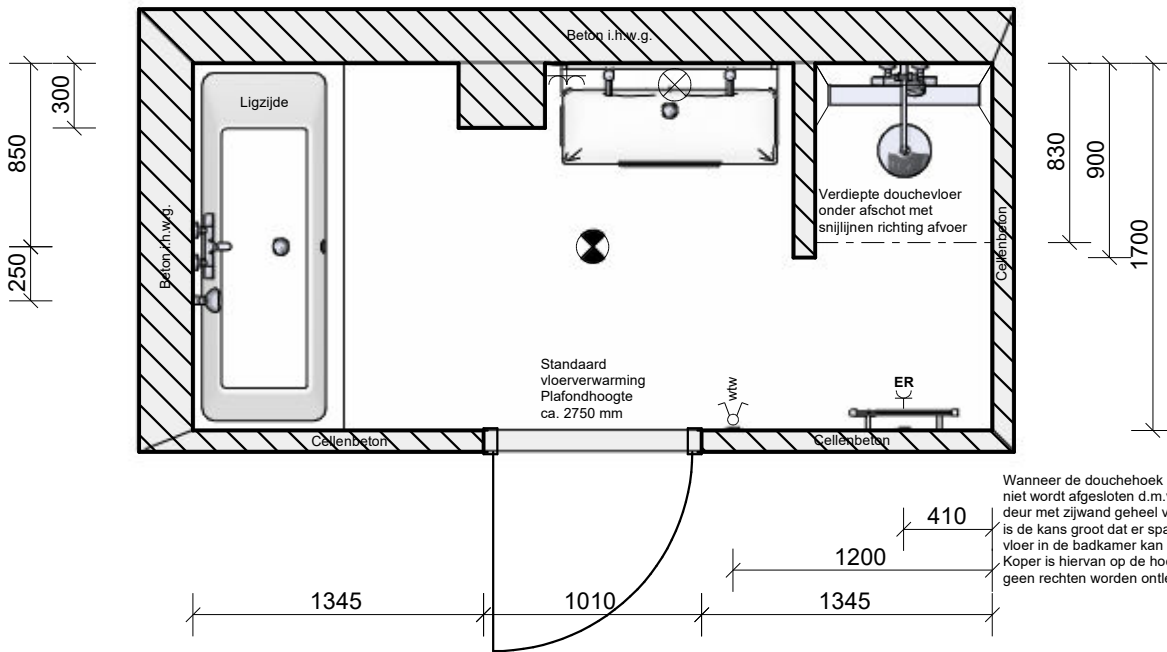 Beton i.h.w.g.
Ligzijde
300
850
250
Beton i.h.w.g.
830
900
1700
Verdiepte douchevloer
onder afschot met
snijlijnen richting afvoer
Cellenbeton
Standaard
vloerverwarming
Plafondhoogte
ca. 2750 mm
wtw
ER
Cellenbeton
Cellenbeton
Wanneer de douchehoek
niet wordt afgesloten d.m.v
deur met zijwand geheel v
is de kans groot dat er spa
vloer in de badkamer kan
Koper is hiervan op de hoo
geen rechten worden ontle
410
1200
1345
1010
1345